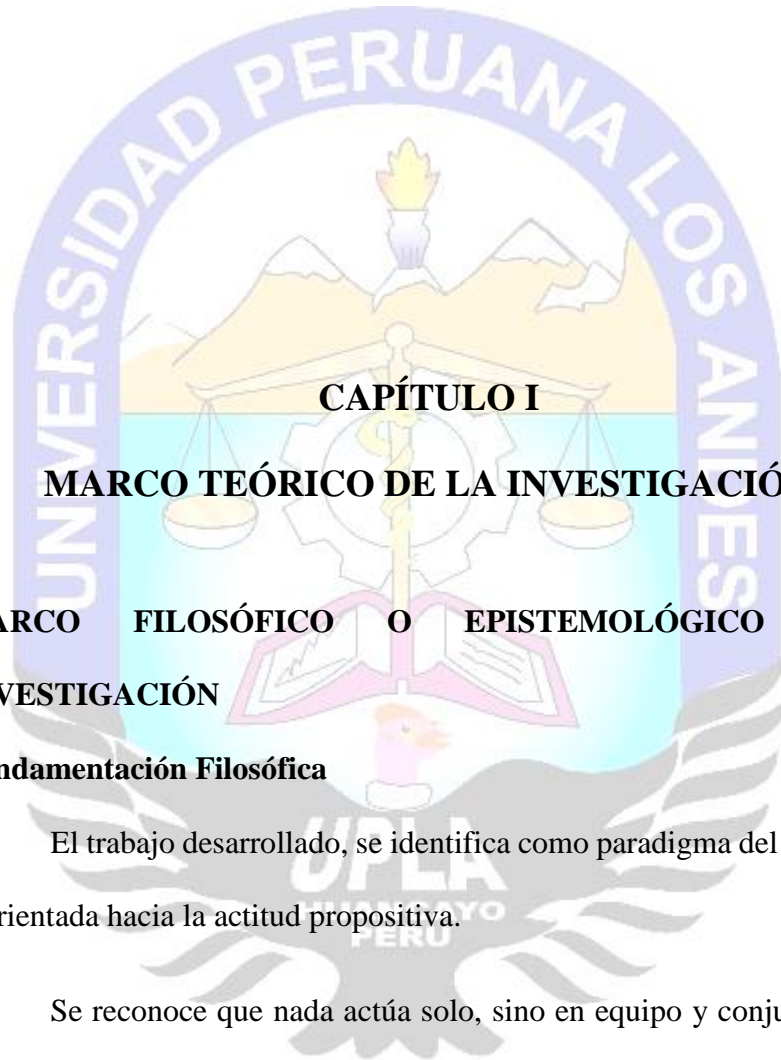 UNIVERSIDAD PERUANA LOS ANDES
CAPÍTULO I
MARCO TEÓRICO DE LA INVESTIGACIÓ
ARCO FILOSÓFICO O EPISTEMOLÓGICO
VESTIGACIÓN
ndamentación Filosófica
El trabajo desarrollado, se identifica como paradigma del
rientada hacia la actitud propositiva.
UPLA
HUANCAYO
PERÚ
Se reconoce que nada actúa solo, sino en equipo y conju